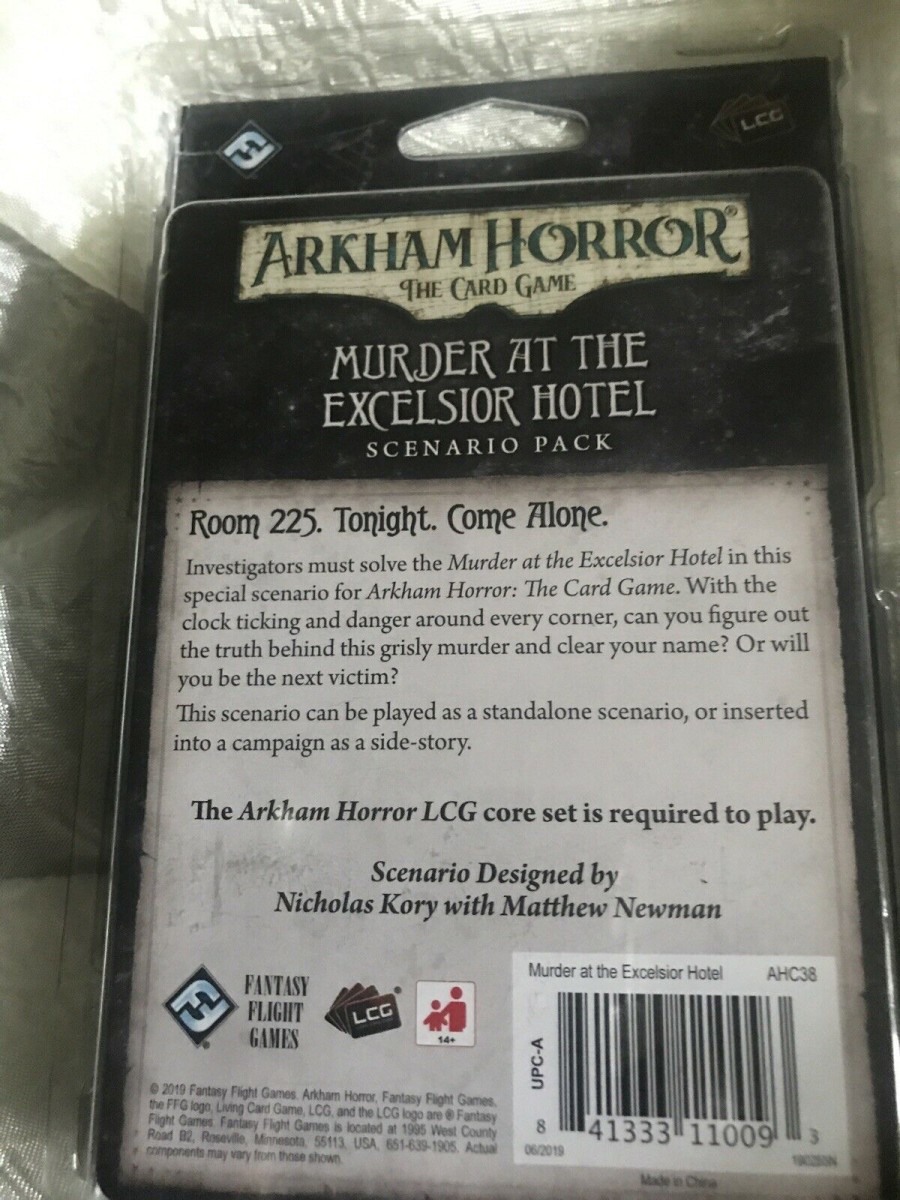 LCG
ARKHAM HORROR®
THE CARD GAME
MURDER AT THE
EXCELSIOR HOTEL
SCENARIO PACK
Room 225. Tonight. Come Alone.
Investigators must solve the Murder at the Excelsior Hotel in this
special scenario for Arkham Horror: The Card Game. With the
clock ticking and danger around every corner, can you figure out
the truth behind this grisly murder and clear your name? Or will
you be the next victim?
This scenario can be played as a standalone scenario, or inserted
into a campaign as a side-story.
The Arkham Horror LCG core set is required to play.
Scenario Designed by
Nicholas Kory with Matthew Newman
FANTASY
FLIGHT
GAMES
LCG
14+
Murder at the Excelsior Hotel AHC38
UPC-A
8 41333 11009 3
06/2019
© 2019 Fantasy Flight Games. Arkham Horror, Fantasy Flight Games,
the FFG logo, Living Card Game, LCG, and the LCG logo are ® Fantasy
Flight Games. Fantasy Flight Games is located at 1995 West County
Road B2, Roseville, Minnesota, 55113, USA, 651-639-1905. Actual
components may vary from those shown.
Made in China